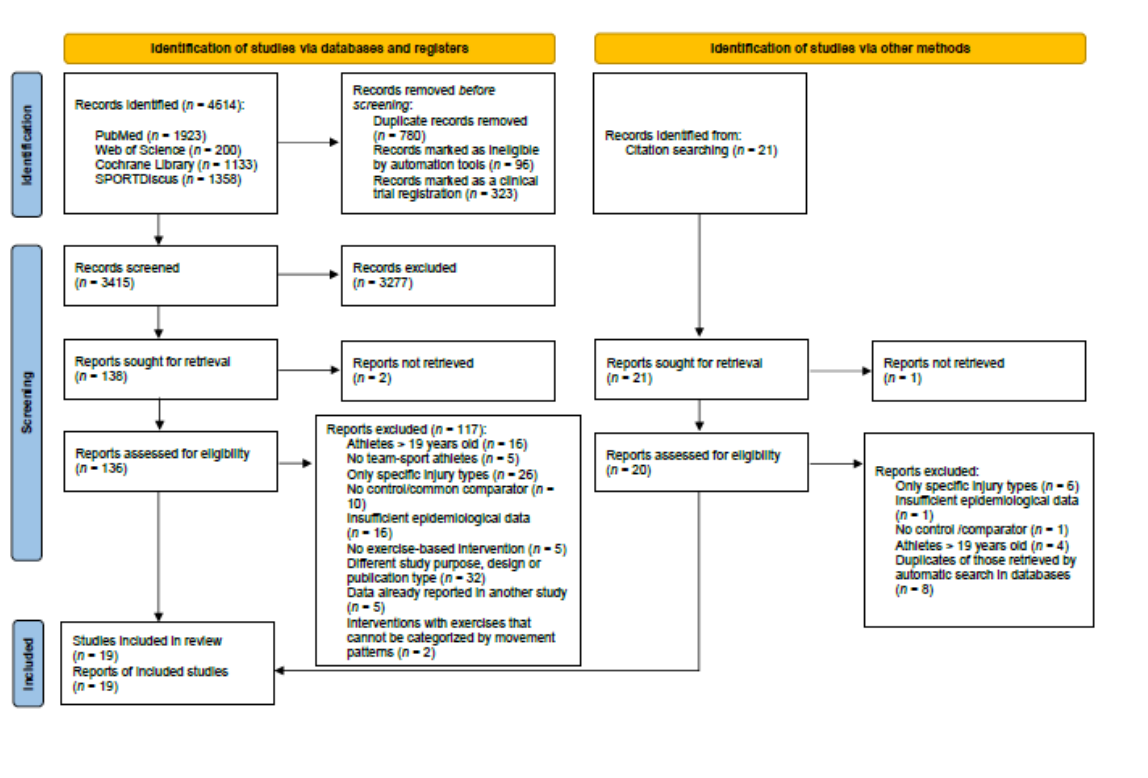 Identification of studies via databases and registers
Identification of studies via other methods
Identification
Records identified (n = 4614):
PubMed (n = 1923)
Web of Science (n = 200)
Cochrane Library (n = 1133)
SPORTDiscus (n = 1358)
Records removed before
screening:
Duplicate records removed
(n = 780)
Records marked as ineligible
by automation tools (n = 96)
Records marked as a clinical
trial registration (n = 323)
Records identified from:
Citation searching (n = 21)
Screening
Records screened
(n = 3415)
Records excluded
(n = 3277)
Reports sought for retrieval
(n = 138)
Reports not retrieved
(n = 2)
Reports sought for retrieval
(n = 21)
Reports not retrieved
(n = 1)
Reports assessed for eligibility
(n = 136)
Reports excluded (n = 117):
Athletes > 19 years old (n = 16)
No team-sport athletes (n = 5)
Only specific injury types (n = 26)
No control/common comparator (n =
10)
Insufficient epidemiological data
(n = 16)
No exercise-based intervention (n = 5)
Different study purpose, design or
publication type (n = 32)
Data already reported in another study
(n = 5)
Interventions with exercises that
cannot be categorized by movement
patterns (n = 2)
Reports assessed for eligibility
(n = 20)
Reports excluded:
Only specific injury types (n = 6)
Insufficient epidemiological data
(n = 1)
No control /comparator (n = 1)
Athletes > 19 years old (n = 4)
Duplicates of those retrieved by
automatic search in databases
(n = 8)
Included
Studies included in review
(n = 19)
Reports of included studies
(n = 19)